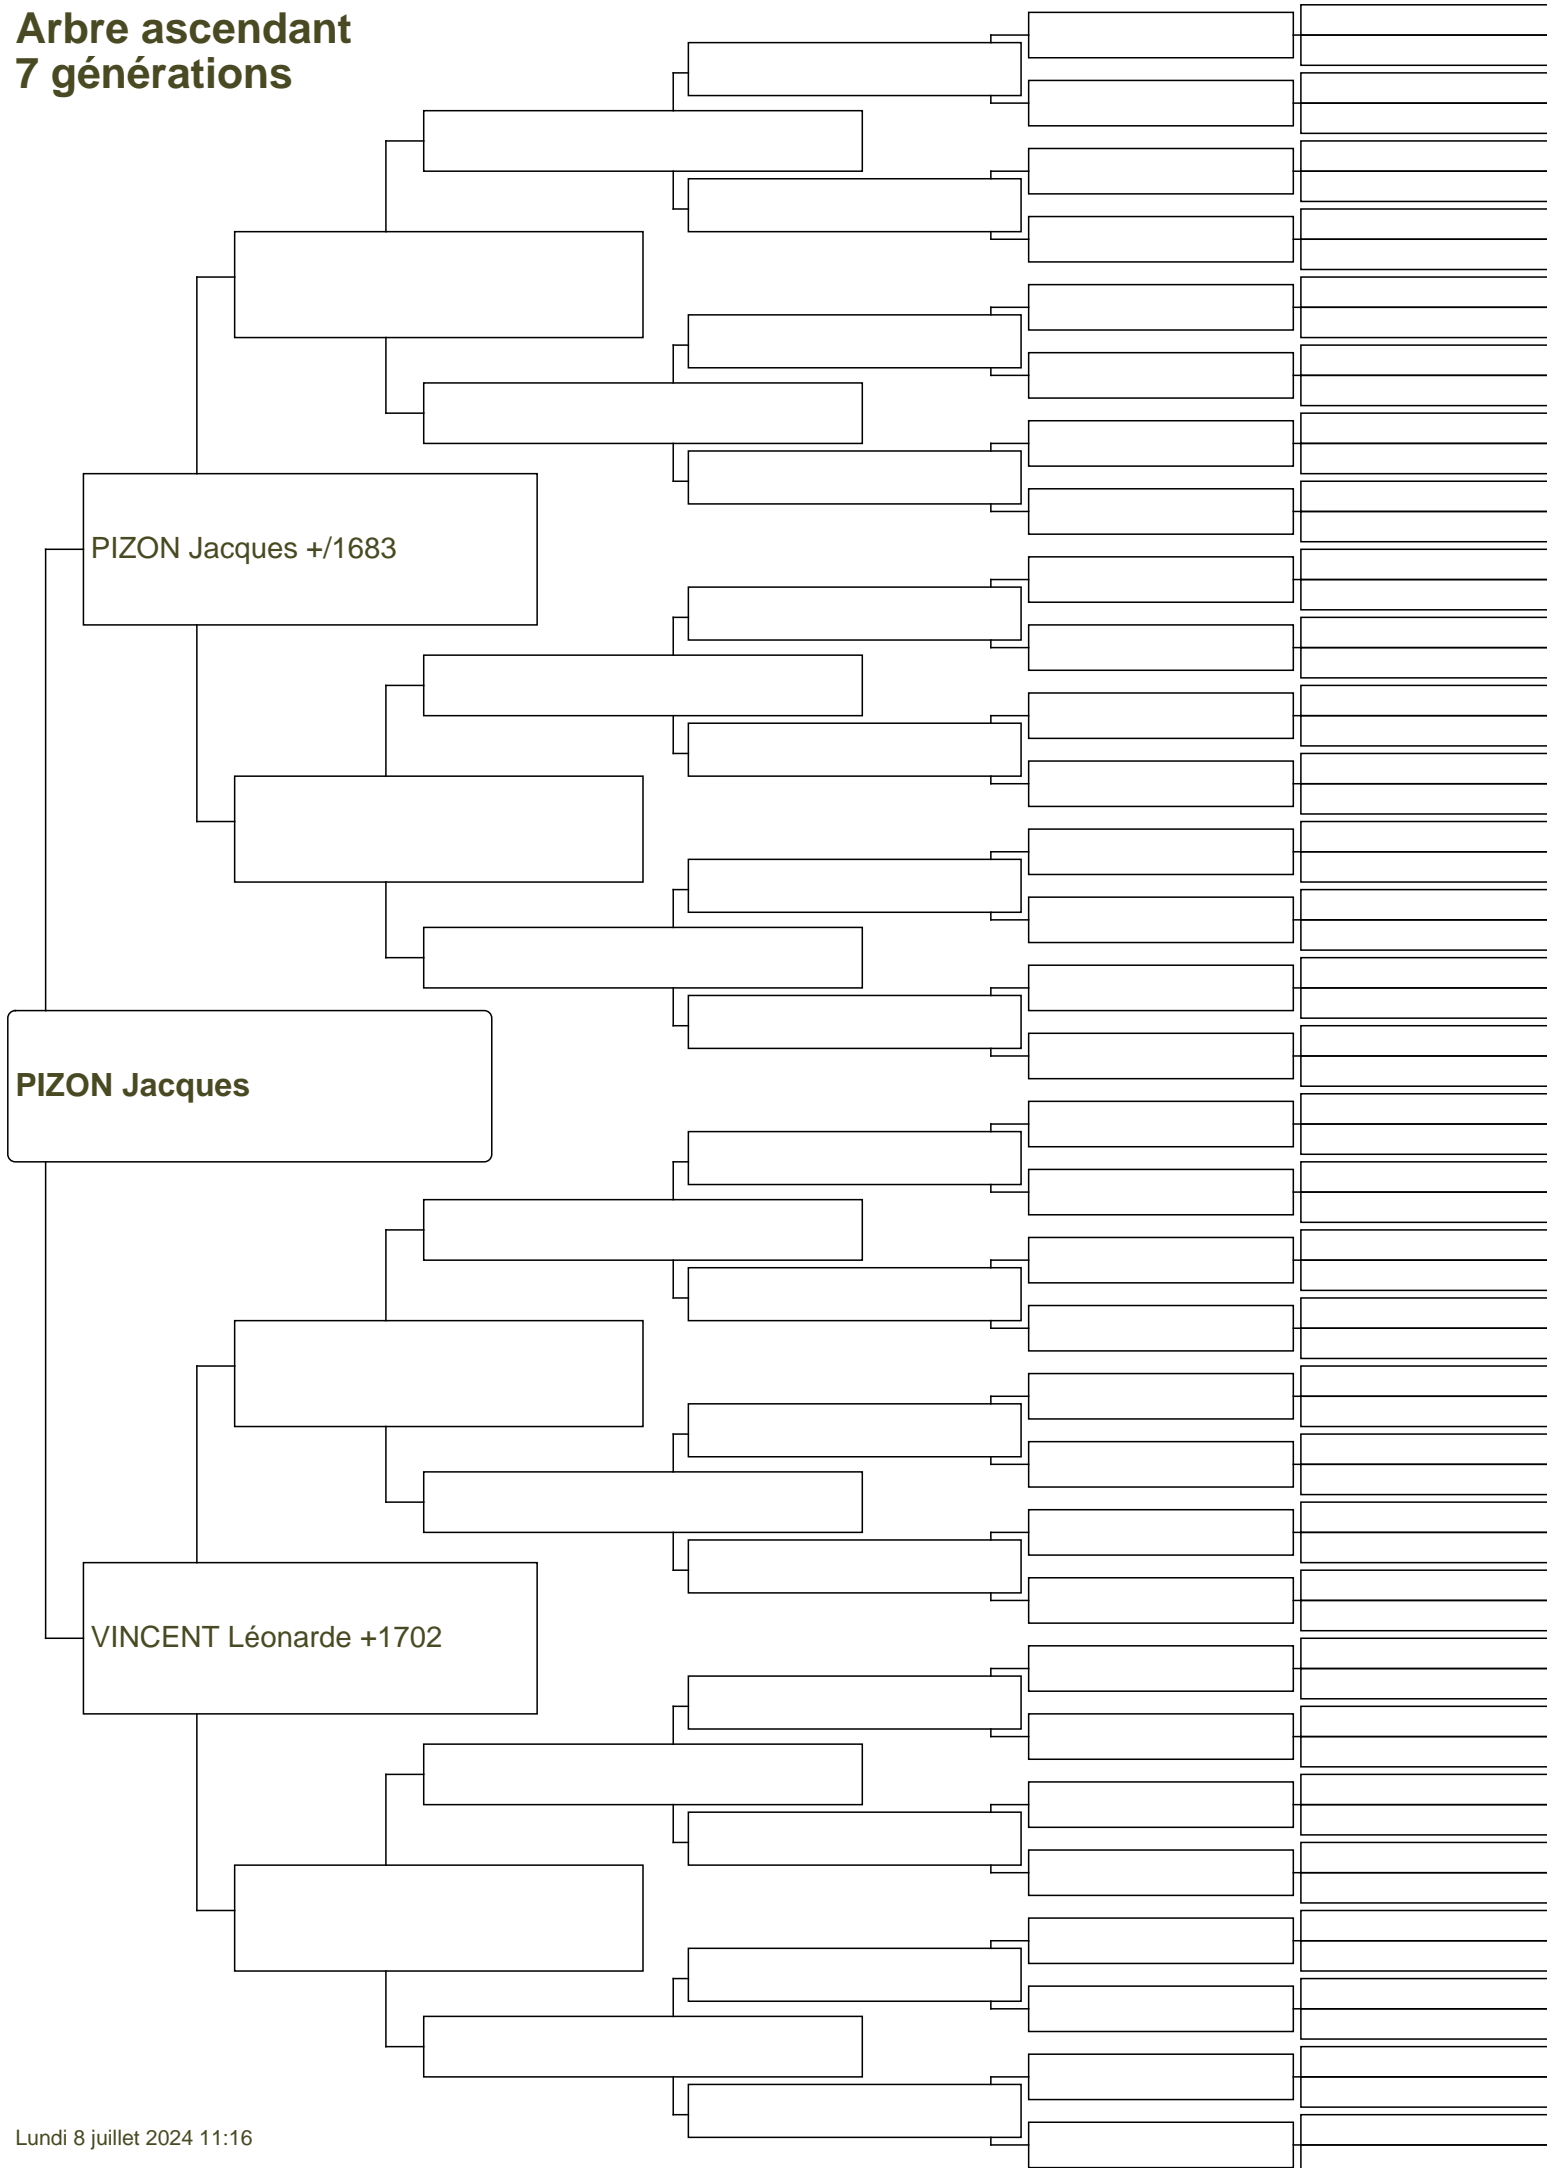 Arbre ascendant
7 générations
PIZON Jacques +/1683
PIZON Jacques
VINCENT Léonarde +1702
Lundi 8 juillet 2024 11:16